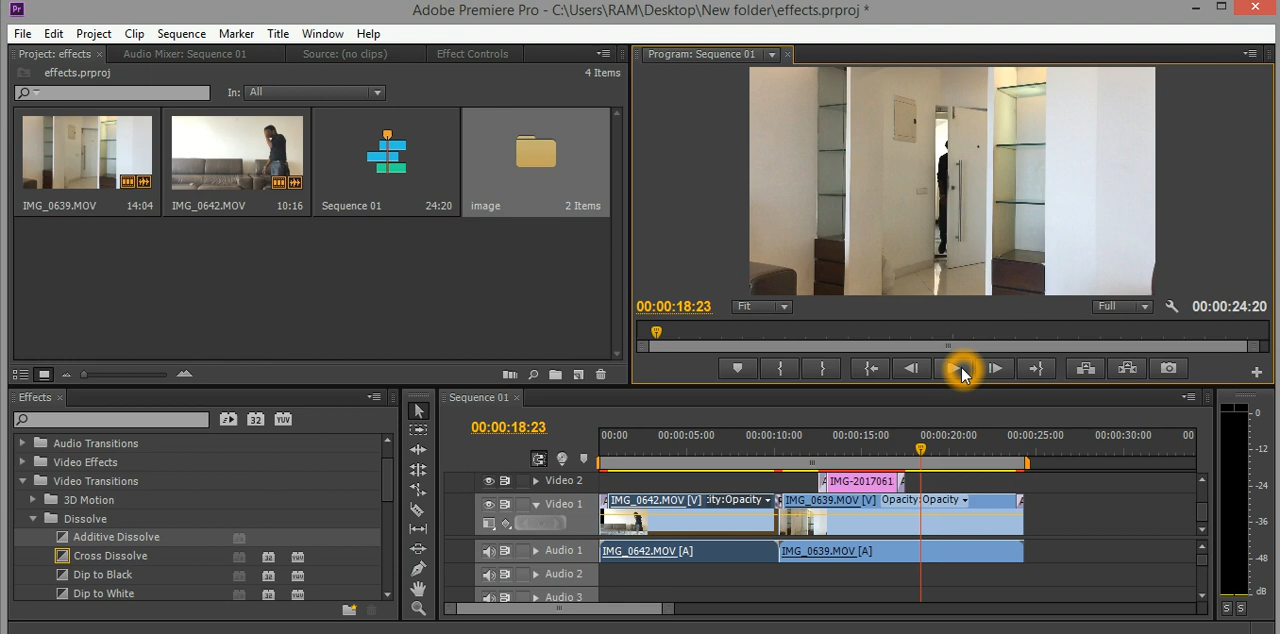 Pr
Adobe Premiere Pro - C:\Users\RAM\Desktop\New folder\effects.prproj *
File Edit Project Clip Sequence Marker Title Window Help
Project: effects Audio Mixer: Sequence 01 Source: (no clips) Effect Controls
Program: Sequence 01
effects.prproj 4 Items
In: All
IMG_0639.MOV 14:04
IMG_0642.MOV 10:16
Sequence 01 24:20
image 2 Items
00:00:18:23 Fit Full 00:00:24:20
Effects
32 YUV
Audio Transitions
Video Effects
Video Transitions
3D Motion
Dissolve
Additive Dissolve
Cross Dissolve
Dip to Black
Dip to White
Sequence 01
00:00:18:23
00:00 00:00:05:00 00:00:10:00 00:00:15:00 00:00:20:00 00:00:25:00 00:00:30:00 00
Video 2 IMG-2017061
Video 1 IMG_0642.MOV [V] :ity:Opacity IMG_0639.MOV [V] Opacity:Opacity
Audio 1 IMG_0642.MOV [A] IMG_0639.MOV [A]
Audio 2
Audio 3
0
-12
-24
-36
-48
dB
S S